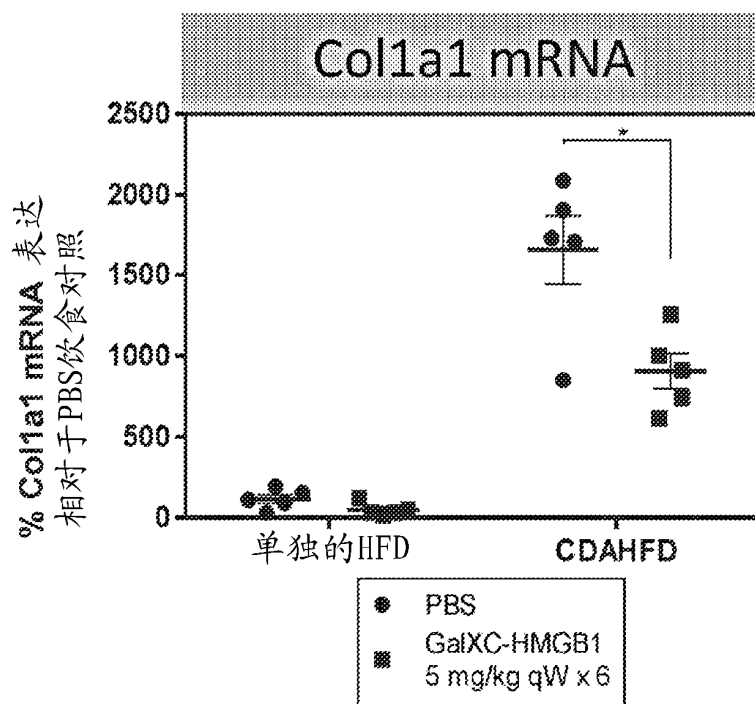 Col1a1 mRNA
% Col1a1 mRNA 表达
相对于PBS饮食对照
2500
2000
1500
1000
500
0
*
单独的HFD
CDAHFD
PBS
GalXC-HMGB1
5 mg/kg qW x 6